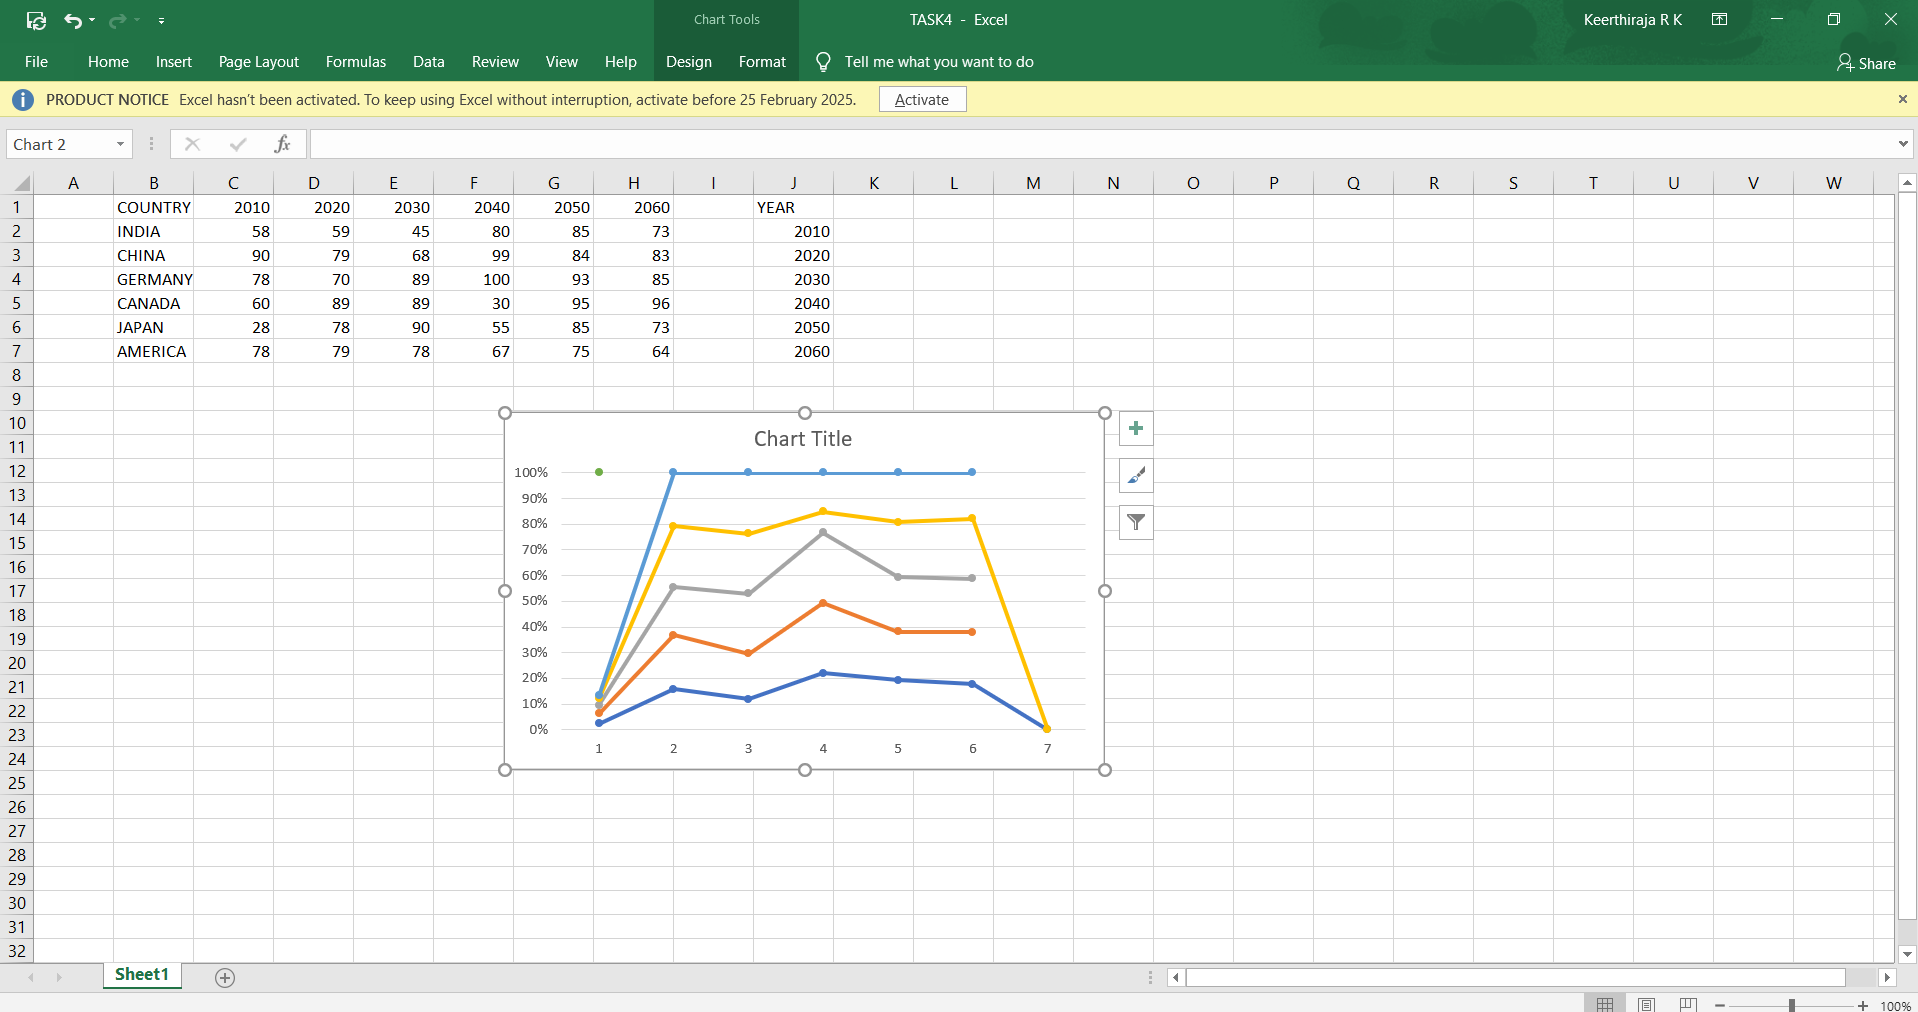 Chart Tools
TASK4 - Excel
Keerthiraja R K
File Home Insert Page Layout Formulas Data Review View Help Design Format Tell me what you want to do
Share
PRODUCT NOTICE Excel hasn't been activated. To keep using Excel without interruption, activate before 25 February 2025. Activate
Chart 2 fx
A B C D E F G H I J K L M N O P Q R S T U V W
1 COUNTRY 2010 2020 2030 2040 2050 2060 YEAR
2 INDIA 58 59 45 80 85 73 2010
3 CHINA 90 79 68 99 84 83 2020
4 GERMANY 78 70 89 100 93 85 2030
5 CANADA 60 89 89 30 95 96 2040
6 JAPAN 28 78 90 55 85 73 2050
7 AMERICA 78 79 78 67 75 64 2060
8
9
10
11
12
13
14
15
16
17
18
19
20
21
22
23
24
25
26
27
28
29
30
31
32
Chart Title
100%
90%
80%
70%
60%
50%
40%
30%
20%
10%
0%
1 2 3 4 5 6 7
Sheet1
100%